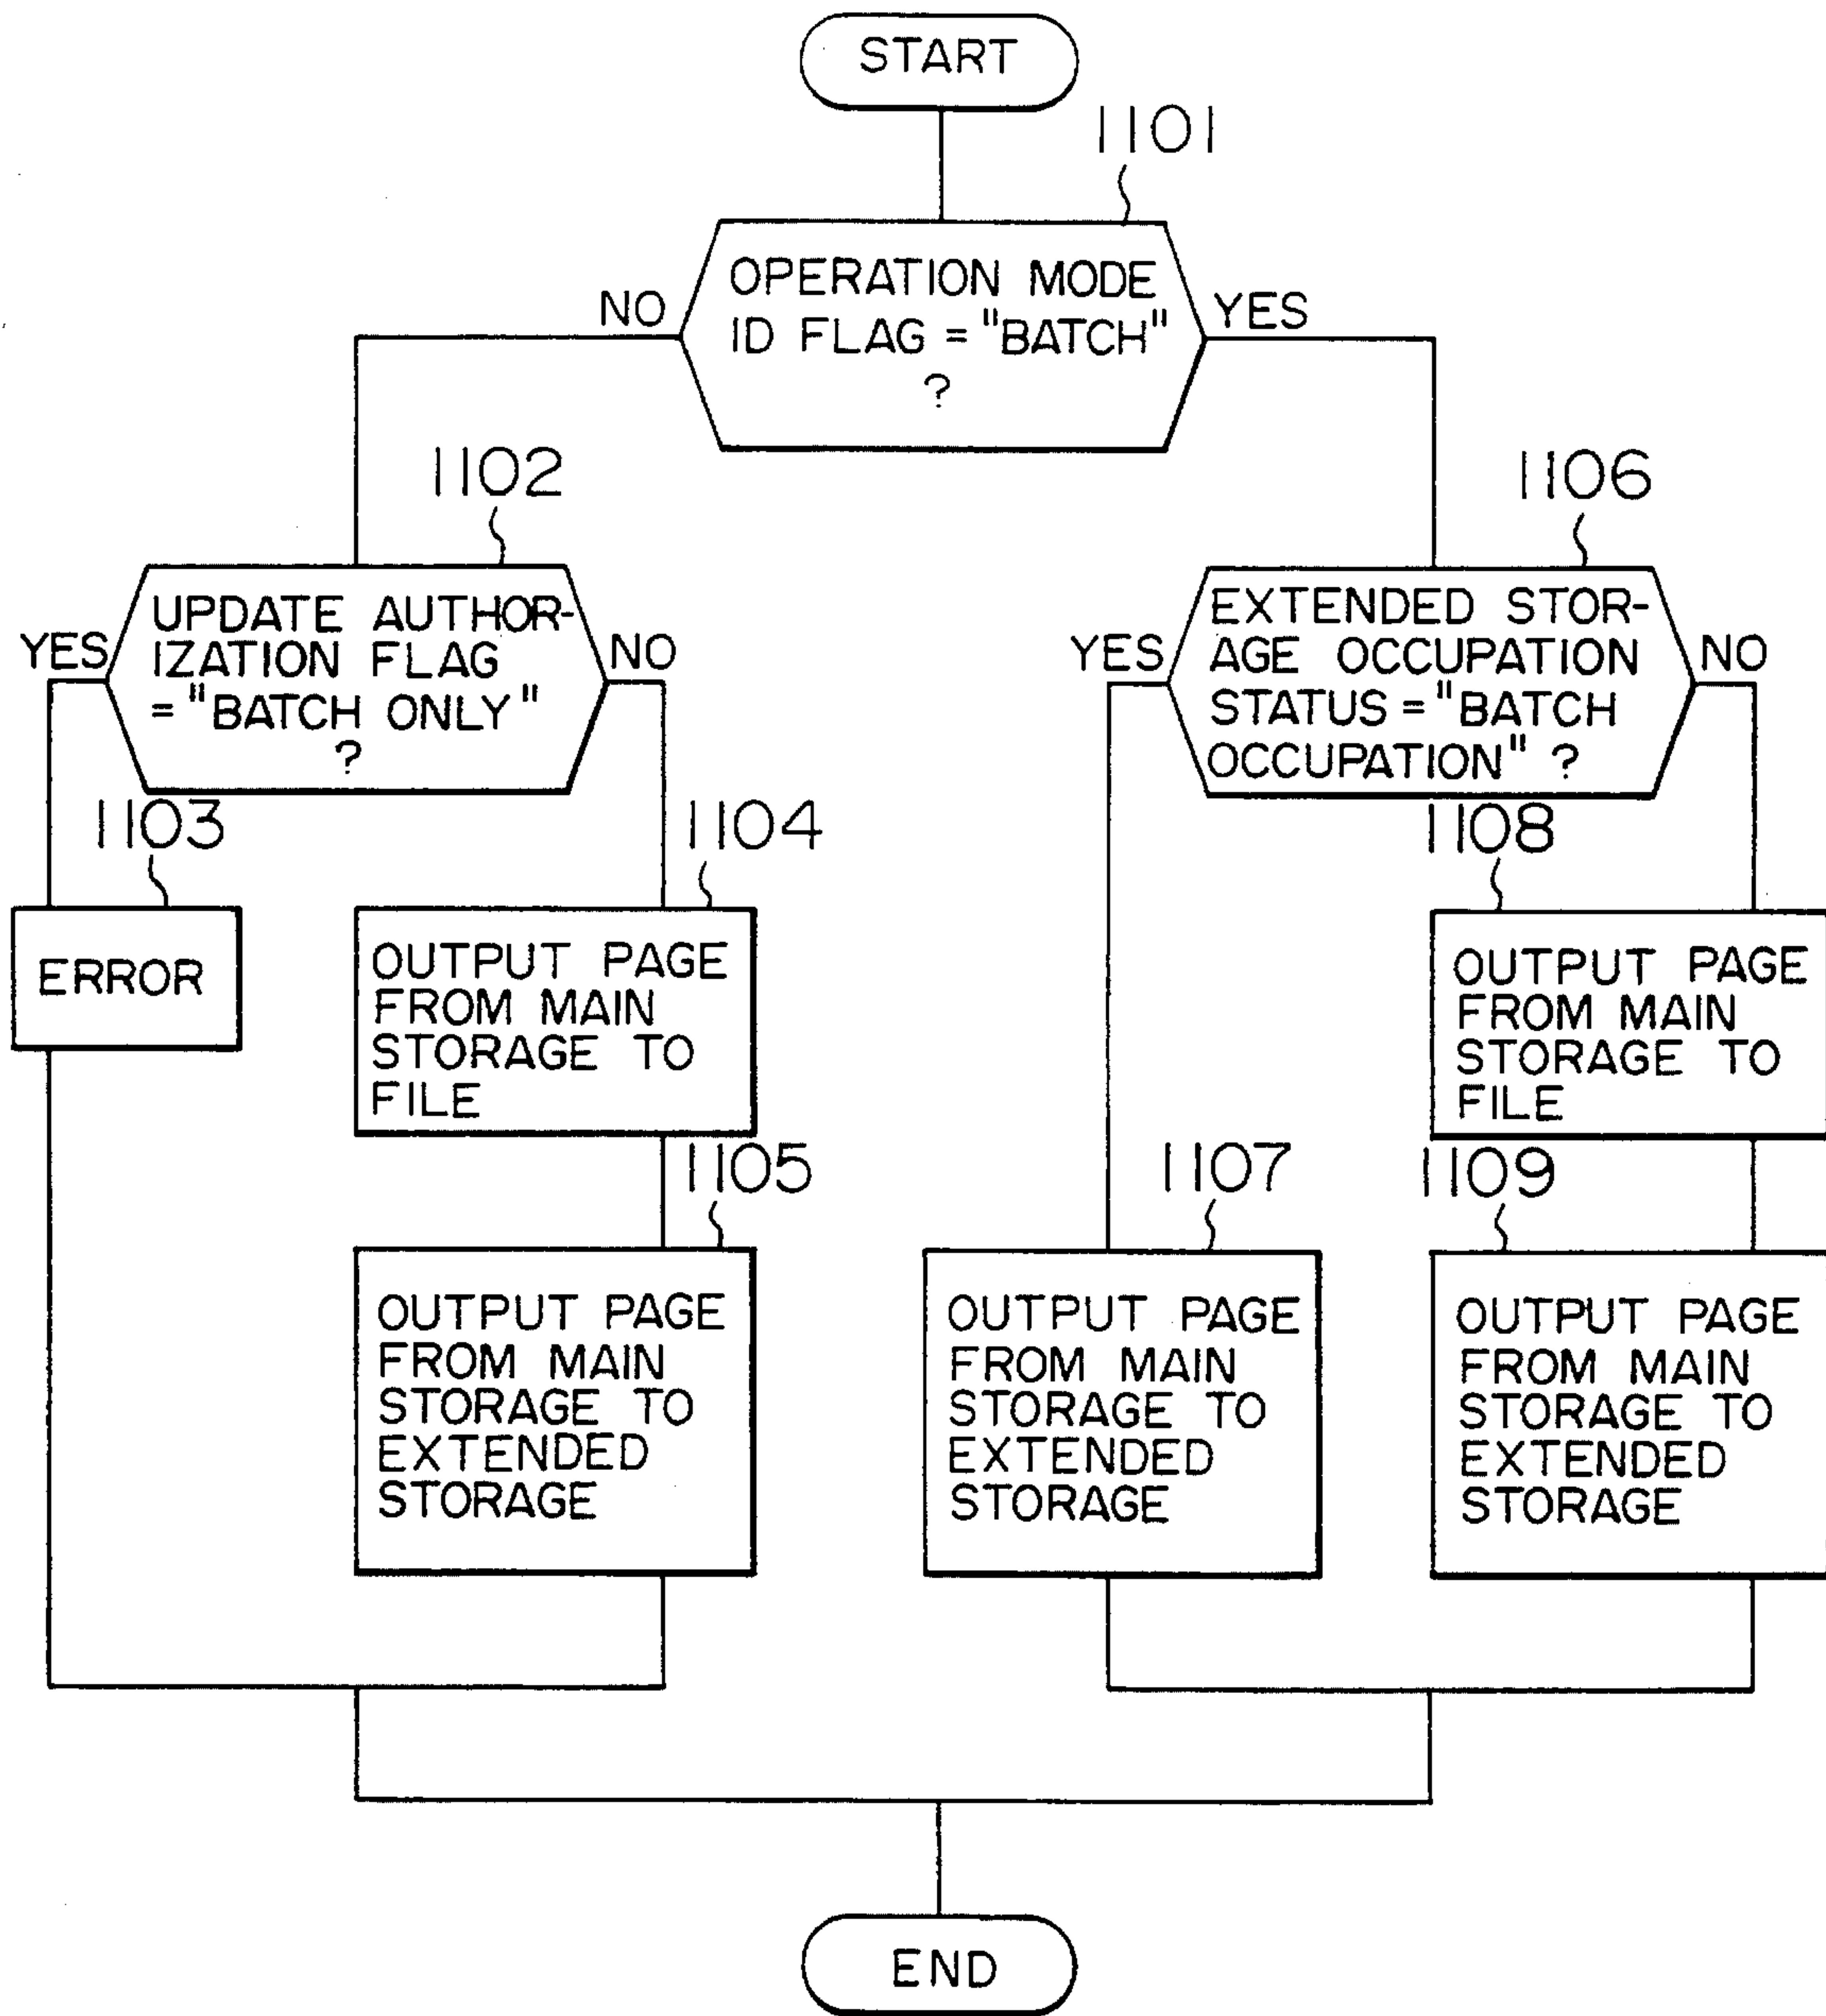 START
1101
OPERATION MODE
ID FLAG = "BATCH"
?
NO
YES
1102
UPDATE AUTHOR-
IZATION FLAG
= "BATCH ONLY"
?
YES
NO
1106
EXTENDED STOR-
AGE OCCUPATION
STATUS = "BATCH
OCCUPATION" ?
YES
NO
1103
ERROR
1104
OUTPUT PAGE
FROM MAIN
STORAGE TO
FILE
1108
OUTPUT PAGE
FROM MAIN
STORAGE TO
FILE
1105
OUTPUT PAGE
FROM MAIN
STORAGE TO
EXTENDED
STORAGE
1107
OUTPUT PAGE
FROM MAIN
STORAGE TO
EXTENDED
STORAGE
1109
OUTPUT PAGE
FROM MAIN
STORAGE TO
EXTENDED
STORAGE
END